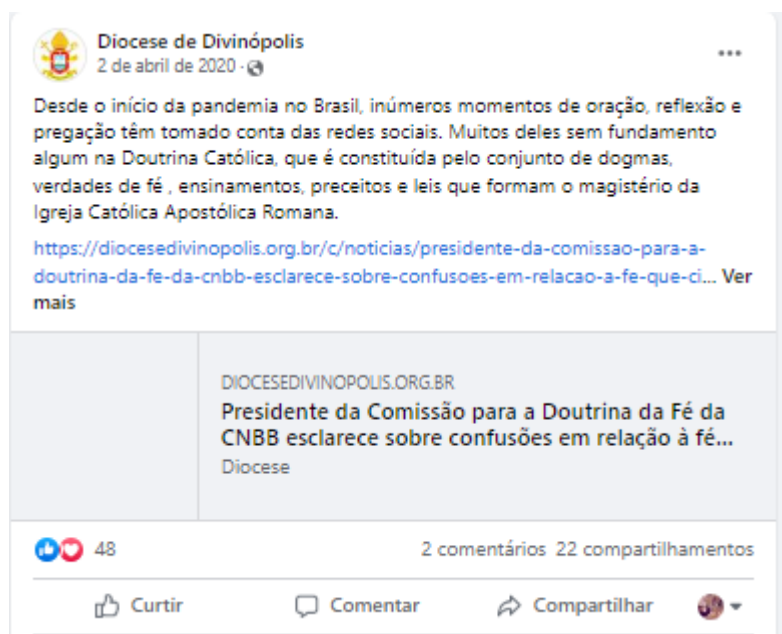 Diocese de Divinópolis
2 de abril de 2020 ·
Desde o início da pandemia no Brasil, inúmeros momentos de oração, reflexão e
pregação têm tomado conta das redes sociais. Muitos deles sem fundamento
algum na Doutrina Católica, que é constituída pelo conjunto de dogmas,
verdades de fé , ensinamentos, preceitos e leis que formam o magistério da
Igreja Católica Apostólica Romana.
https://diocesedivinopolis.org.br/c/noticias/presidente-da-comissao-para-a-
doutrina-da-fe-da-cnbb-esclarece-sobre-confusoes-em-relacao-a-fe-que-ci... Ver
mais
DIOCESEDIVINOPOLIS.ORG.BR
Presidente da Comissão para a Doutrina da Fé da
CNBB esclarece sobre confusões em relação à fé...
Diocese
48 2 comentários 22 compartilhamentos
Curtir Comentar Compartilhar